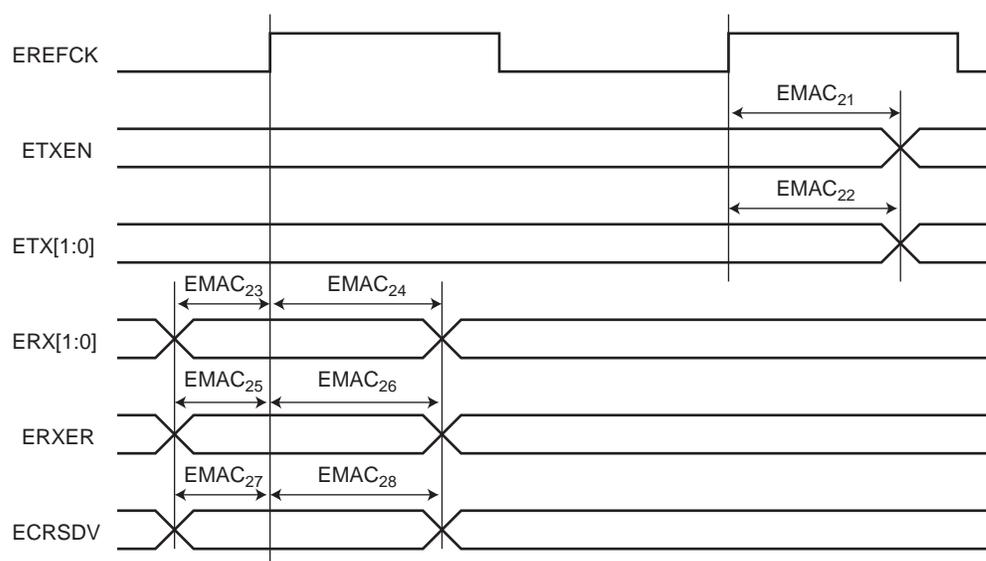 EREFCK
EMAC21
ETXEN
EMAC22
ETX[1:0]
EMAC23 EMAC24
ERX[1:0]
EMAC25 EMAC26
ERXER
EMAC27 EMAC28
ECRSDV